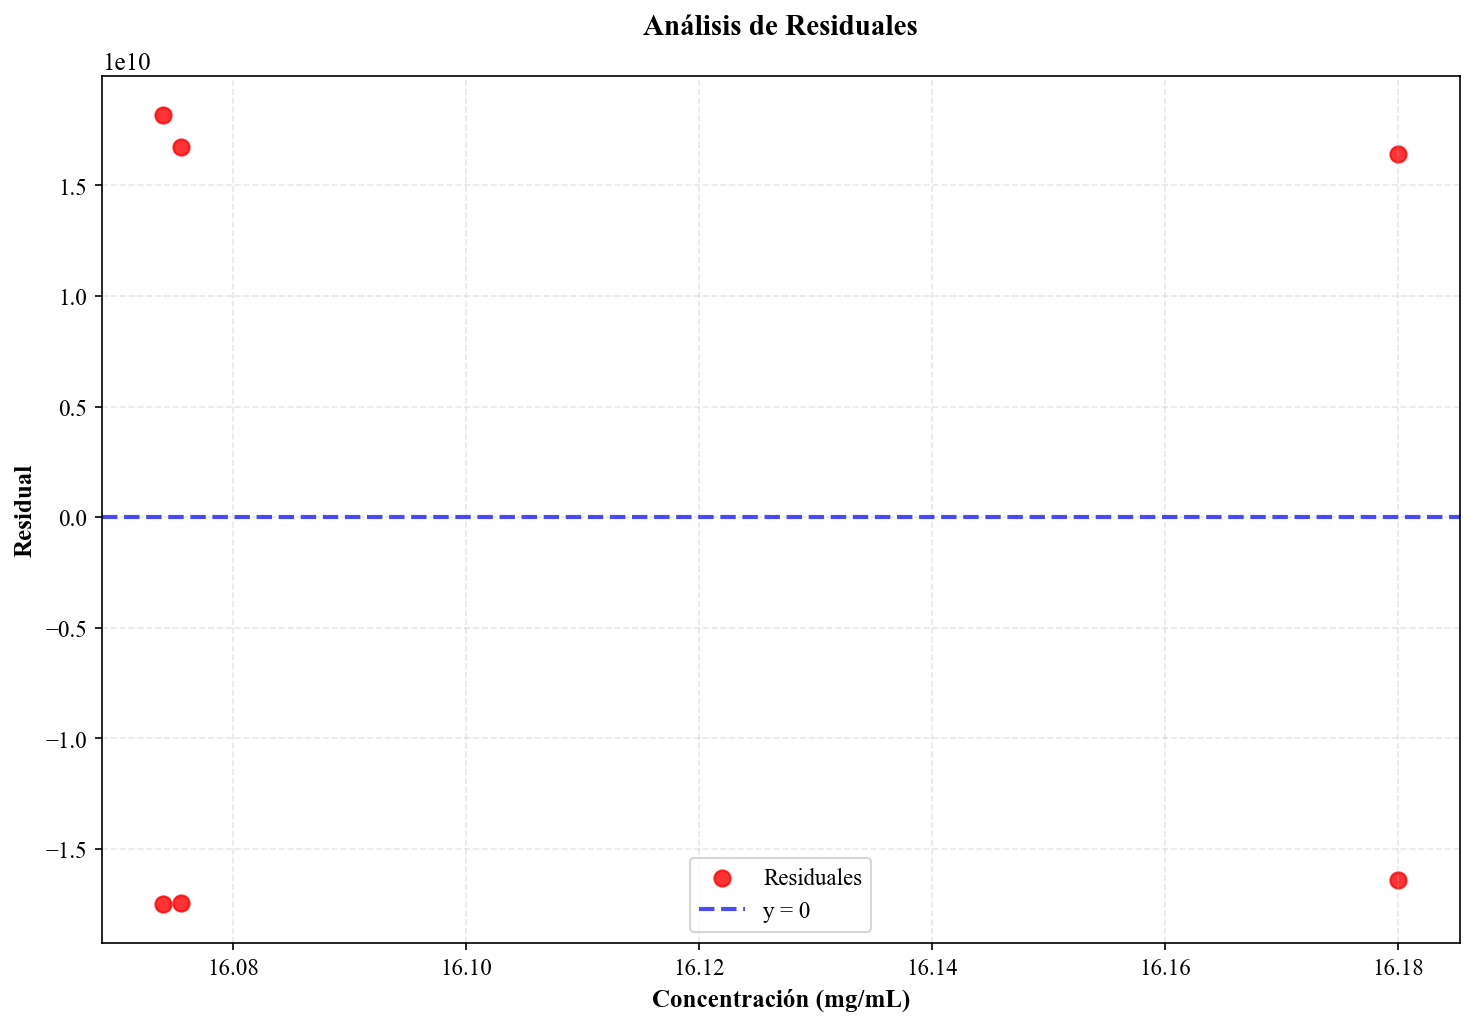 Análisis de Residuales
1e10
1.5
1.0
0.5
0.0
−0.5
−1.0
−1.5
Residual
Residuales
y = 0
16.08 16.10 16.12 16.14 16.16 16.18
Concentración (mg/mL)